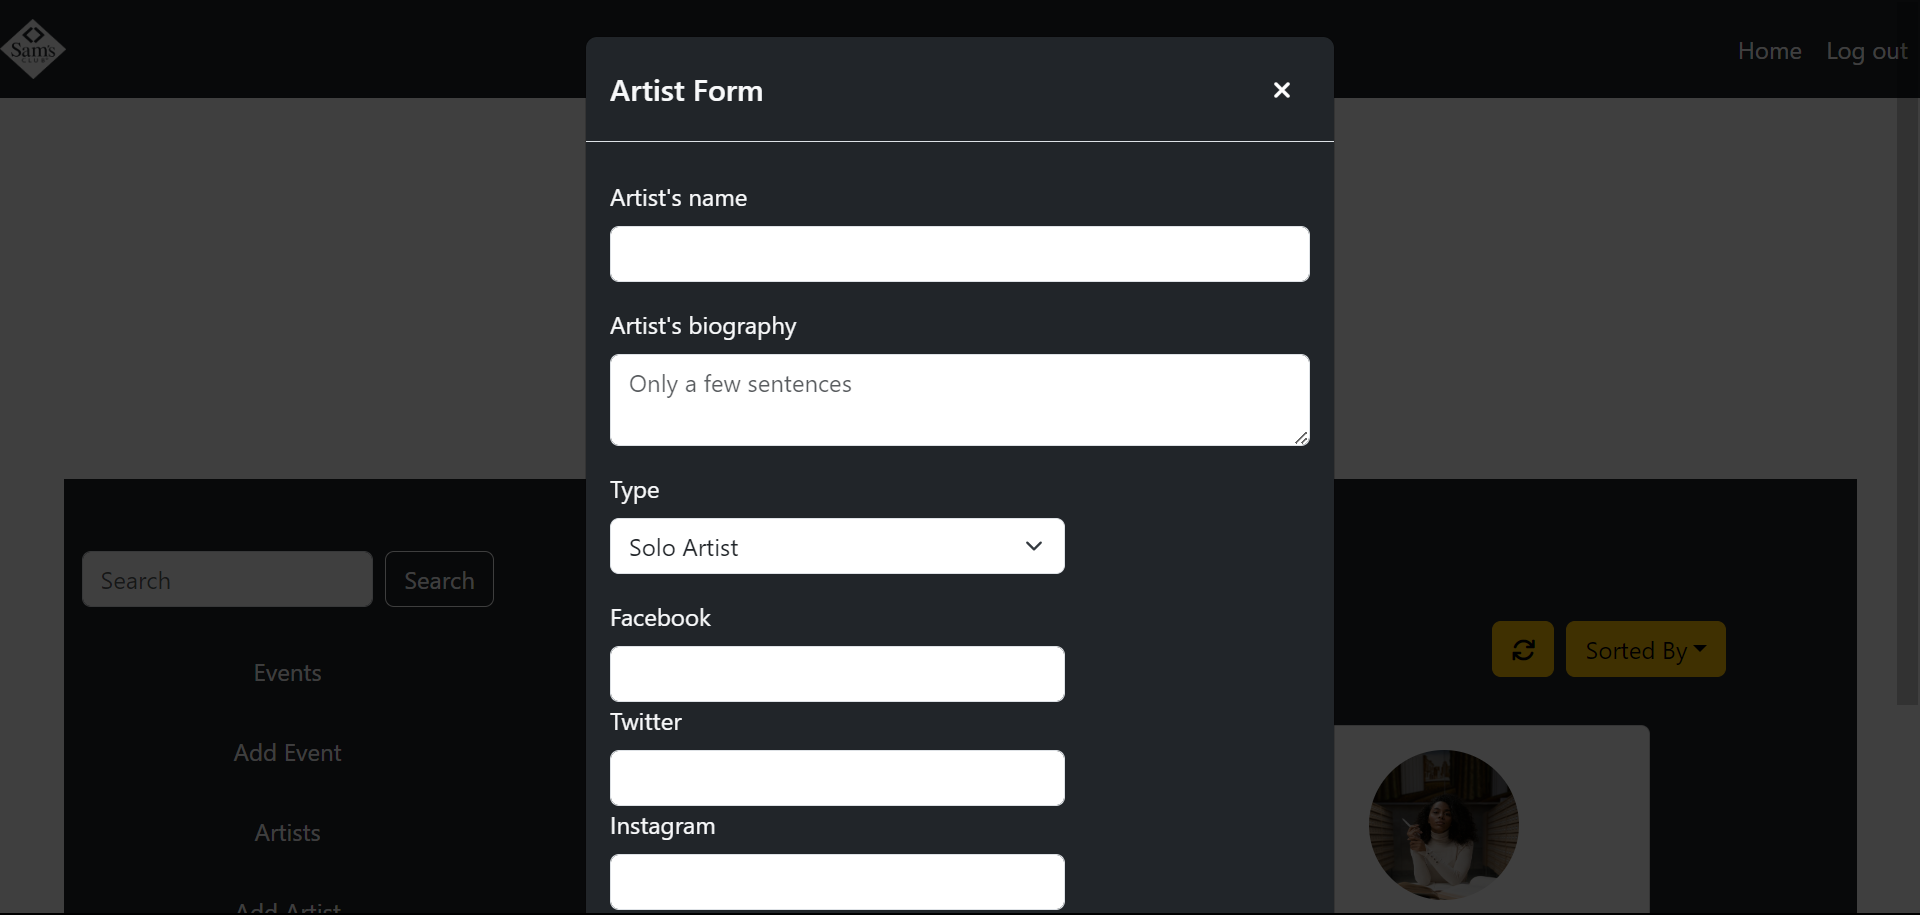 Sam's
CLUB
Home Log out
Artist Form
Artist's name
Artist's biography
Only a few sentences
Type
Solo Artist
Search Search
Facebook
Sorted By
Events
Twitter
Add Event
Artists
Instagram
Add Artist